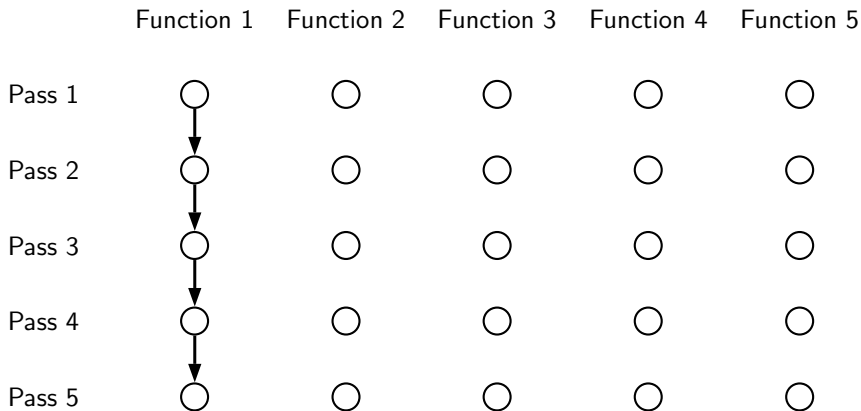 Function 1 Function 2 Function 3 Function 4 Function 5
Pass 1
Pass 2
Pass 3
Pass 4
Pass 5